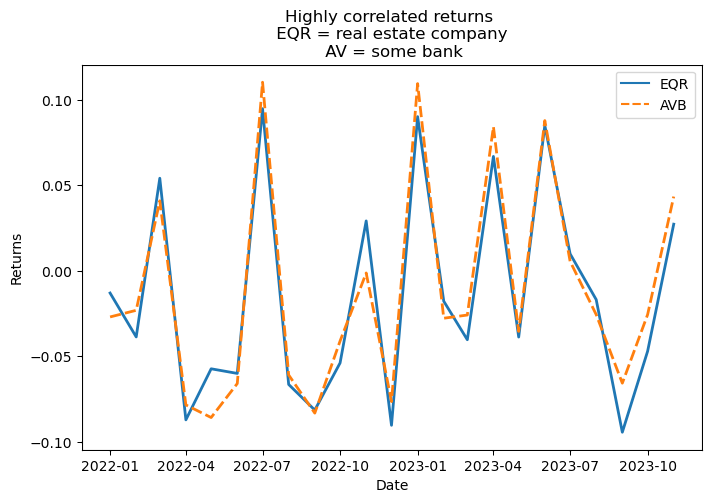 Highly correlated returns
EQR = real estate company
AV = some bank
EQR
AVB
0.10
0.05
0.00
−0.05
−0.10
Returns
2022-01 2022-04 2022-07 2022-10 2023-01 2023-04 2023-07 2023-10
Date